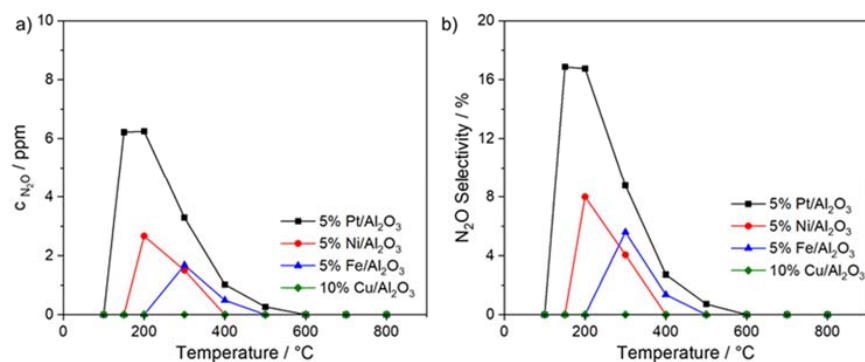 a)
10
8
6
4
2
0
c N₂O / ppm
5% Pt/Al₂O₃
5% Ni/Al₂O₃
5% Fe/Al₂O₃
10% Cu/Al₂O₃
0 200 400 600 800
Temperature / °C
b)
20
16
12
8
4
0
N₂O Selectivity / %
5% Pt/Al₂O₃
5% Ni/Al₂O₃
5% Fe/Al₂O₃
10% Cu/Al₂O₃
0 200 400 600 800
Temperature / °C